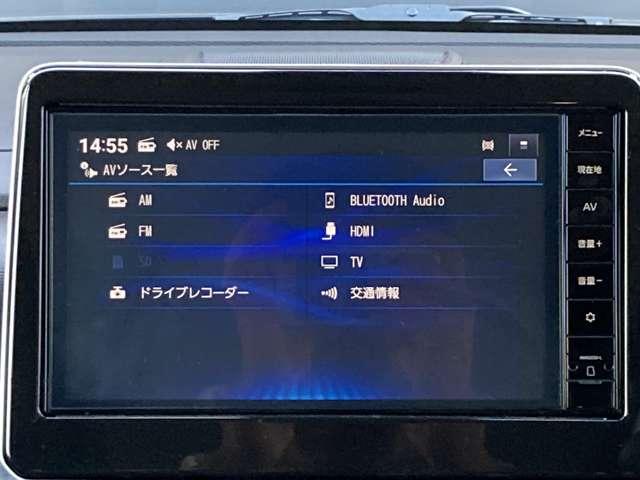 14:55 AV OFF
AVソース一覧
AM
BLUETOOTH Audio
FM
HDMI
SD
TV
ドライブレコーダー
交通情報
メニュー
現在地
AV
音量+
音量-